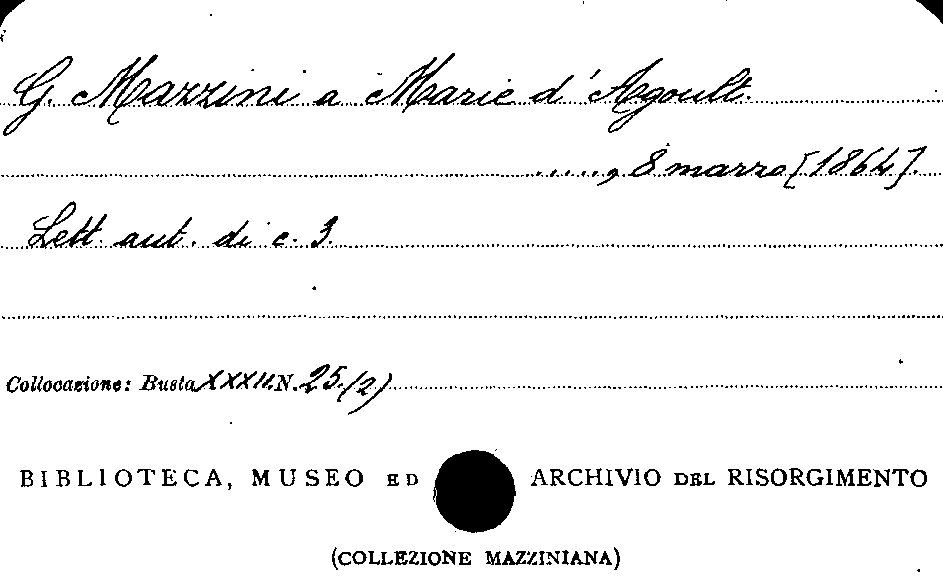 G. Mazzini a Marie d'Agoult.
....., 8 marzo [1864].
Lett. aut. di c. 3.
Collocazione: Busta XXXII. N. 25.(2)
BIBLIOTECA, MUSEO ED ARCHIVIO DEL RISORGIMENTO
(COLLEZIONE MAZZINIANA)